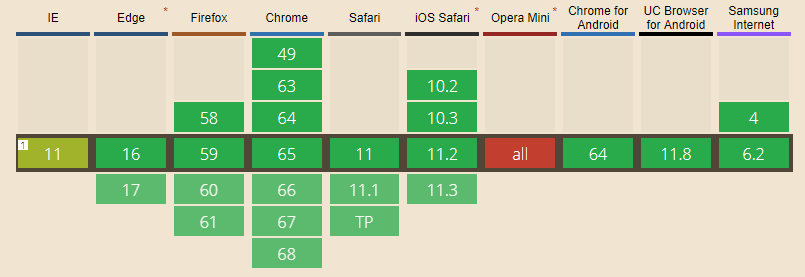 IE Edge * Firefox Chrome Safari iOS Safari * Opera Mini * Chrome for Android UC Browser for Android Samsung Internet
49
63 10.2
58 64 10.3 4
1 11 16 59 65 11 11.2 all 64 11.8 6.2
17 60 66 11.1 11.3
61 67 TP
68